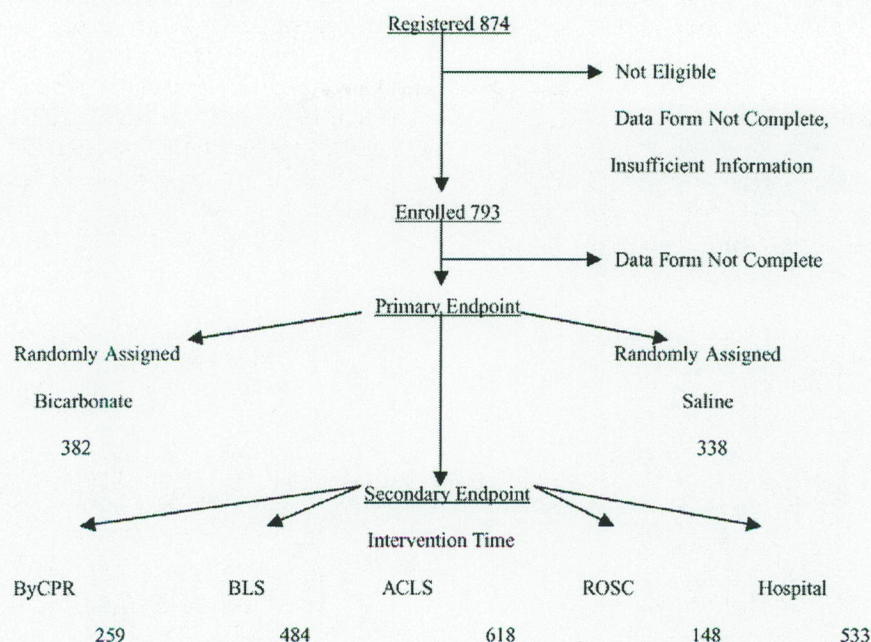 Registered 874
Not Eligible
Data Form Not Complete,
Insufficient Information
Enrolled 793
Data Form Not Complete
Primary Endpoint
Randomly Assigned
Bicarbonate
382
Randomly Assigned
Saline
338
Secondary Endpoint
Intervention Time
ByCPR BLS ACLS ROSC Hospital
259 484 618 148 533